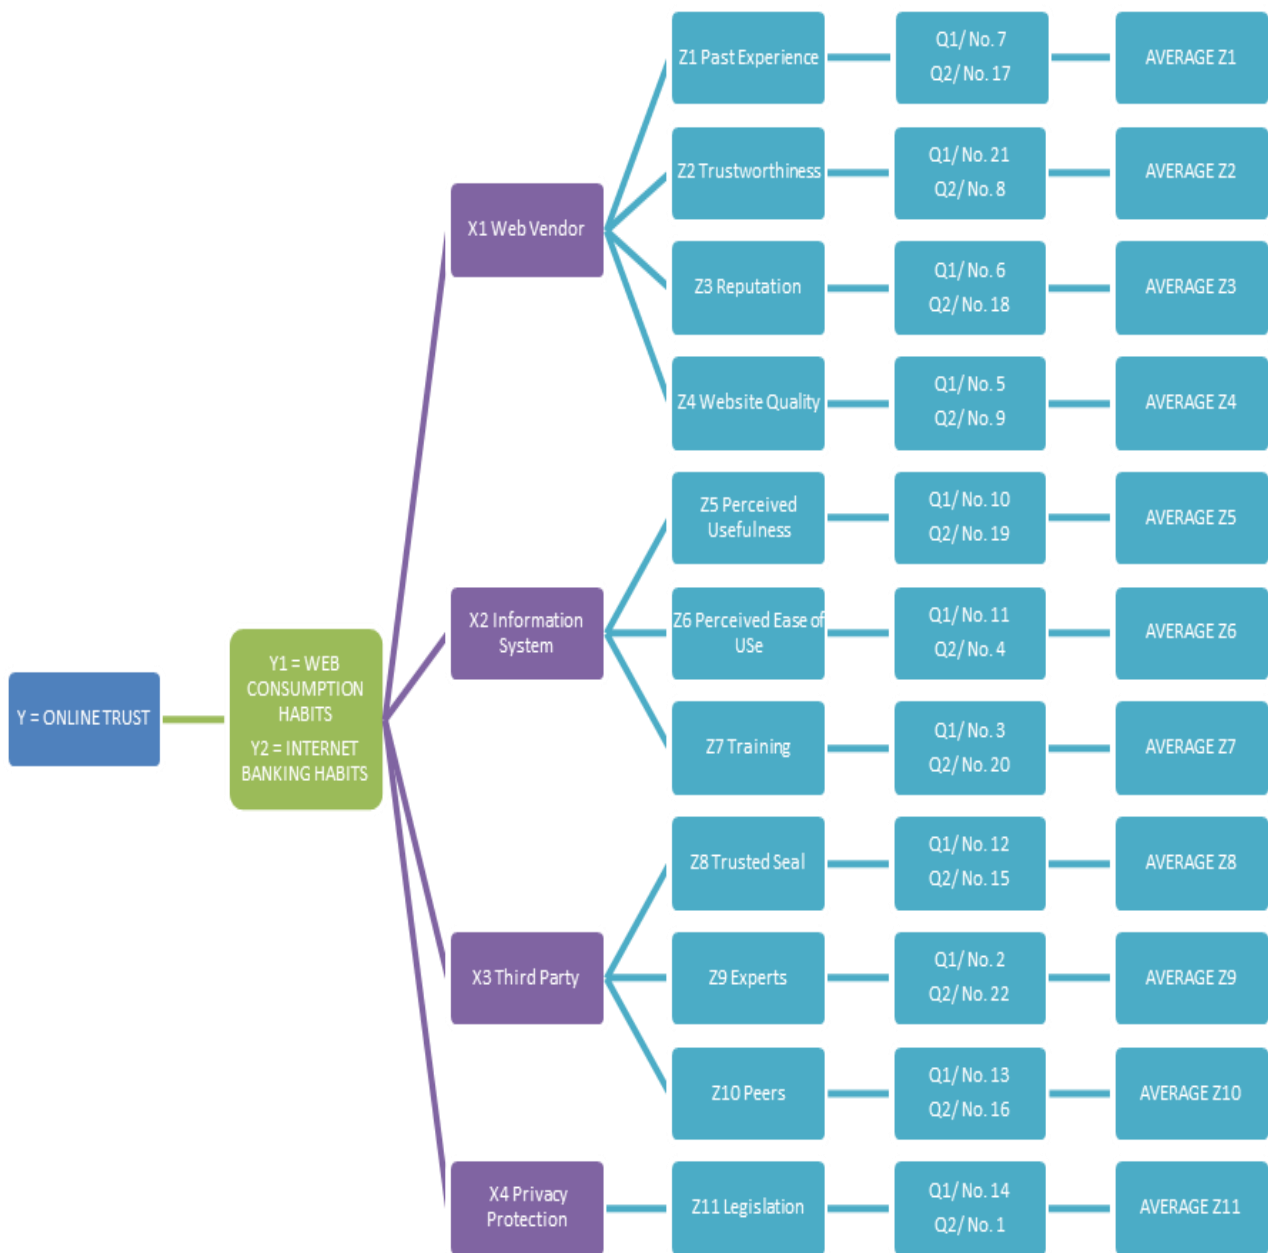 Y = ONLINE TRUST
Y1 = WEB
CONSUMPTION
HABITS
Y2 = INTERNET
BANKING HABITS
X1 Web Vendor
Z1 Past Experience
Q1/ No. 7
Q2/ No. 17
AVERAGE Z1
Z2 Trustworthiness
Q1/ No. 21
Q2/ No. 8
AVERAGE Z2
Z3 Reputation
Q1/ No. 6
Q2/ No. 18
AVERAGE Z3
Z4 Website Quality
Q1/ No. 5
Q2/ No. 9
AVERAGE Z4
X2 Information
System
Z5 Perceived
Usefulness
Q1/ No. 10
Q2/ No. 19
AVERAGE Z5
Z6 Perceived Ease of
USe
Q1/ No. 11
Q2/ No. 4
AVERAGE Z6
Z7 Training
Q1/ No. 3
Q2/ No. 20
AVERAGE Z7
X3 Third Party
Z8 Trusted Seal
Q1/ No. 12
Q2/ No. 15
AVERAGE Z8
Z9 Experts
Q1/ No. 2
Q2/ No. 22
AVERAGE Z9
Z10 Peers
Q1/ No. 13
Q2/ No. 16
AVERAGE Z10
X4 Privacy
Protection
Z11 Legislation
Q1/ No. 14
Q2/ No. 1
AVERAGE Z11